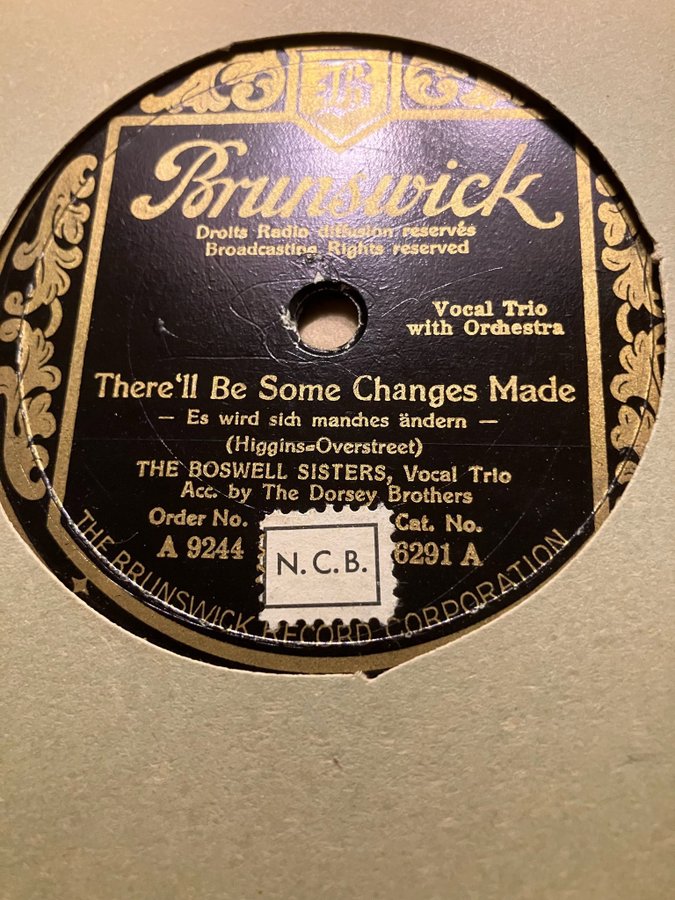 B
Brunswick
Droits Radio diffusion reservés
Broadcasting Rights reserved
Vocal Trio
with Orchestra
There'll Be Some Changes Made
— Es wird sich manches ändern —
(Higgins=Overstreet)
THE BOSWELL SISTERS, Vocal Trio
Acc. by The Dorsey Brothers
Order No. Cat. No.
A 9244 6291 A
N.C.B.
THE BRUNSWICK RECORD CORPORATION